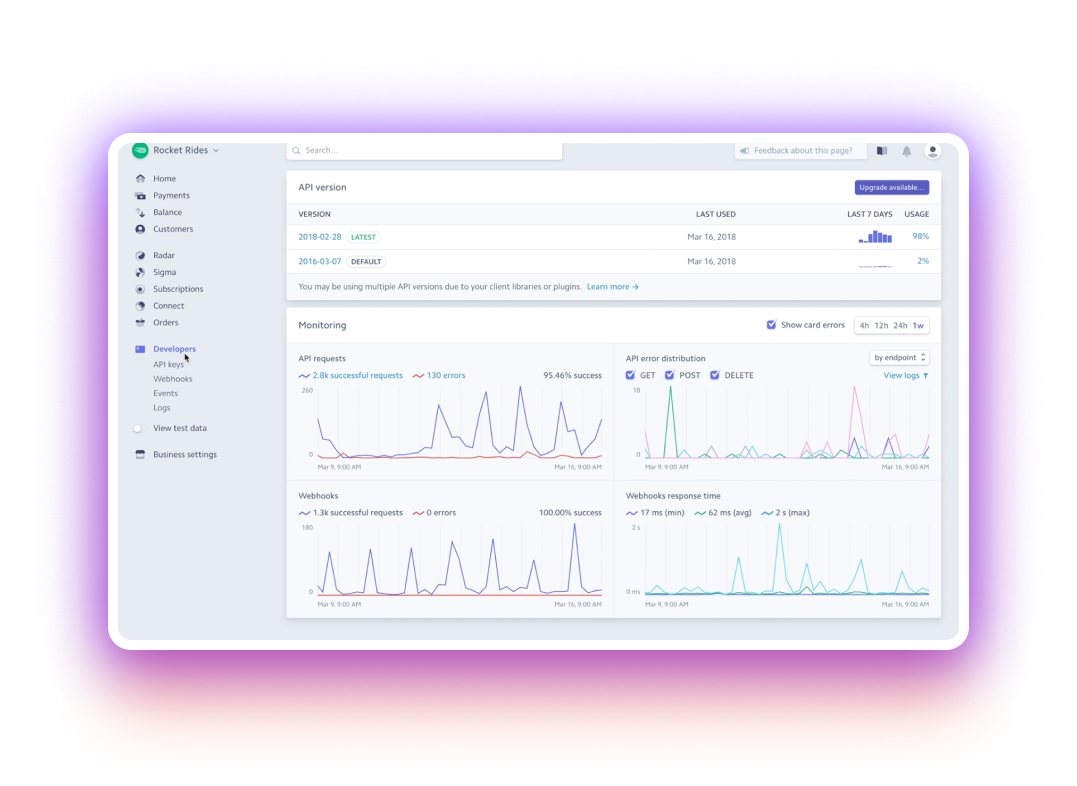 Rocket Rides
Search...
Feedback about this page?
Home
Payments
Balance
Customers
Radar
Sigma
Subscriptions
Connect
Orders
Developers
API keys
Webhooks
Events
Logs
View test data
Business settings
API version
Upgrade available...
VERSION LAST USED LAST 7 DAYS USAGE
2018-02-28 LATEST Mar 16, 2018 98%
2016-03-07 DEFAULT Mar 16, 2018 2%
You may be using multiple API versions due to your client libraries or plugins. Learn more →
Monitoring
Show card errors 4h 12h 24h 1w
API requests
2.8k successful requests 130 errors 95.46% success
260
0
Mar 9, 9:00 AM Mar 16, 9:00 AM
API error distribution by endpoint
GET POST DELETE View logs
18
0
Mar 9, 9:00 AM Mar 16, 9:00 AM
Webhooks
1.3k successful requests 0 errors 100.00% success
180
0
Mar 9, 9:00 AM Mar 16, 9:00 AM
Webhooks response time
17 ms (min) 62 ms (avg) 2 s (max)
2 s
0 ms
Mar 9, 9:00 AM Mar 16, 9:00 AM